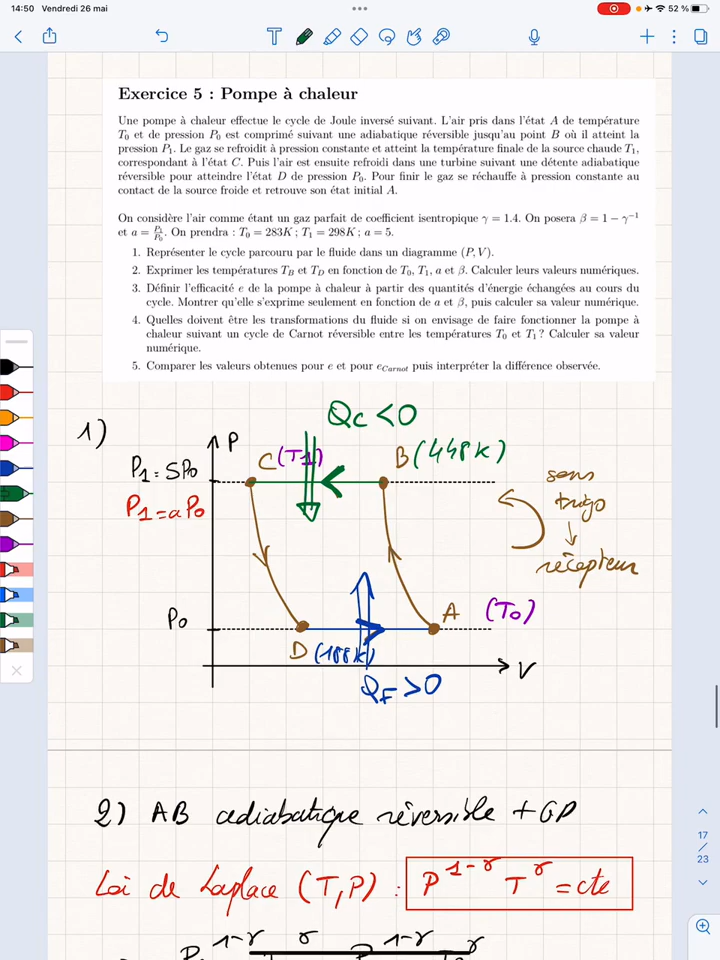 14:50 Vendredi 26 mai
52 %
Exercice 5 : Pompe à chaleur
Une pompe à chaleur effectue le cycle de Joule inversé suivant. L'air pris dans l'état A de température
T₀ et de pression P₀ est comprimé suivant une adiabatique réversible jusqu'au point B où il atteint la
pression P₁. Le gaz se refroidit à pression constante et atteint la température finale de la source chaude T₁,
correspondant à l'état C. Puis l'air est ensuite refroidi dans une turbine suivant une détente adiabatique
réversible pour atteindre l'état D de pression P₀. Pour finir le gaz se réchauffe à pression constante au
contact de la source froide et retrouve son état initial A.
On considère l'air comme étant un gaz parfait de coefficient isentropique γ = 1.4. On posera β = 1 − γ⁻¹
et a = P₁/P₀. On prendra : T₀ = 283K ; T₁ = 298K ; a = 5.
1. Représenter le cycle parcouru par le fluide dans un diagramme (P, V).
2. Exprimer les températures T_B et T_D en fonction de T₀, T₁, a et β. Calculer leurs valeurs numériques.
3. Définir l'efficacité e de la pompe à chaleur à partir des quantités d'énergie échangées au cours du
cycle. Montrer qu'elle s'exprime seulement en fonction de a et β, puis calculer sa valeur numérique.
4. Quelles doivent être les transformations du fluide si on envisage de faire fonctionner la pompe à
chaleur suivant un cycle de Carnot réversible entre les températures T₀ et T₁ ? Calculer sa valeur
numérique.
5. Comparer les valeurs obtenues pour e et pour e_Carnot puis interpréter la différence observée.
1)
Qc < 0
P
C (T1)
B (448K)
P1 = 5P0
P1 = aP0
sens
trigo
↓
récepteur
P0
A (T0)
D (188K)
V
QF > 0
2) AB adiabatique réversible + GP
Loi de Laplace (T, P) : P^1-γ T^γ = cte
1-γ γ 1-γ γ
17
/
23